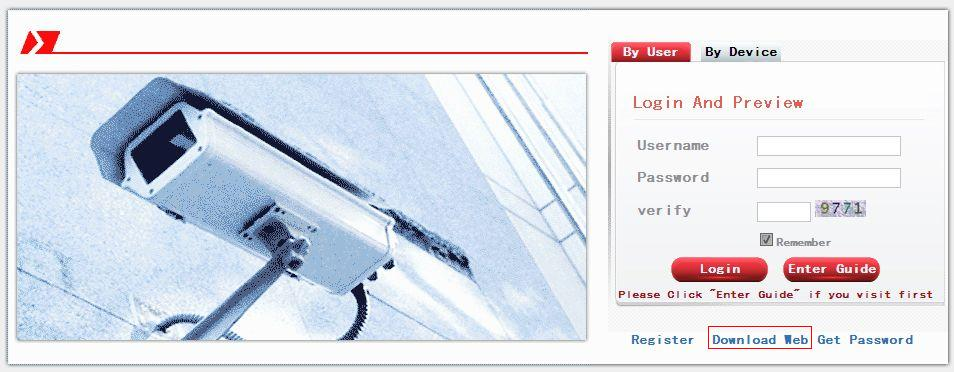 By User By Device
Login And Preview
Username
Password
verify 9771
Remember
Login Enter Guide
Please Click "Enter Guide" if you visit first
Register Download Web Get Password